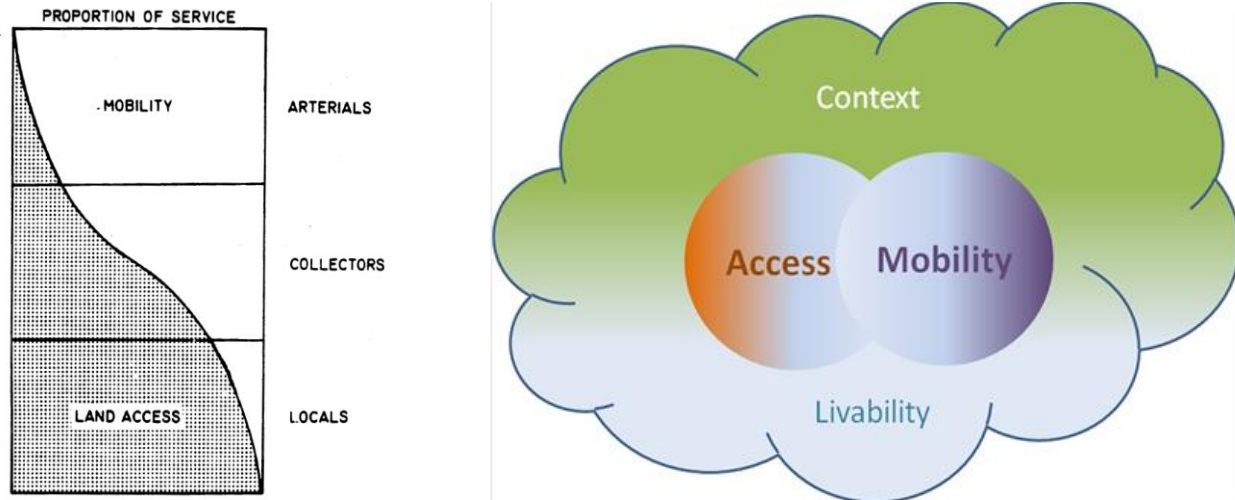 PROPORTION OF SERVICE
MOBILITY
ARTERIALS
COLLECTORS
LAND ACCESS
LOCALS
Context
Access
Mobility
Livability